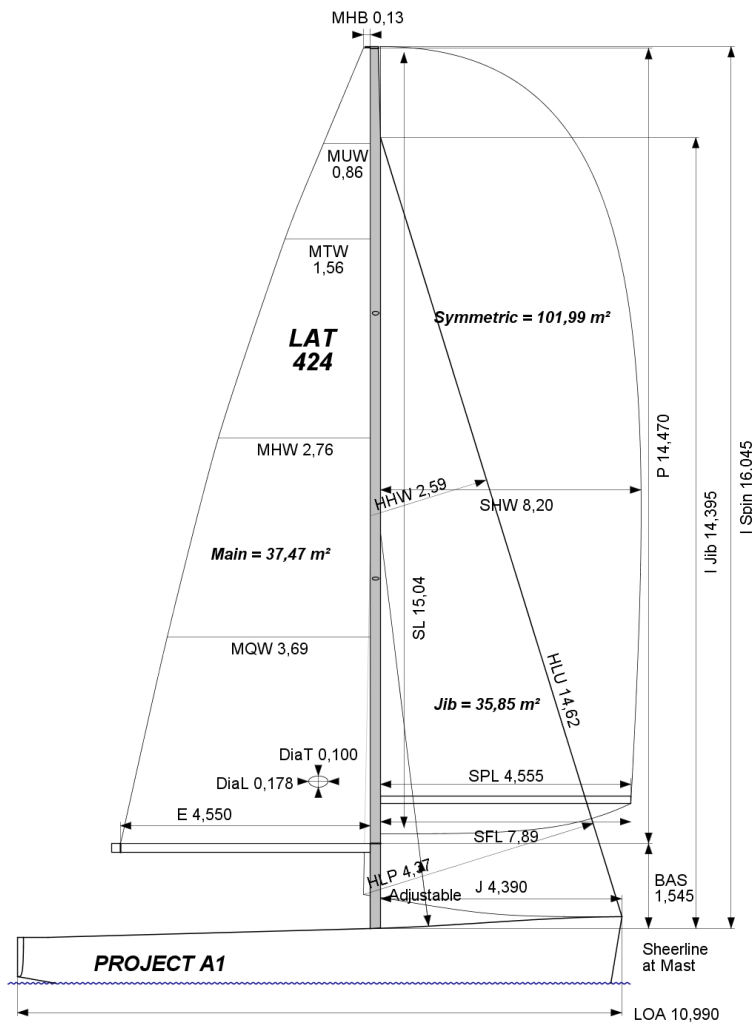 MHB 0,13
MUW
0,86
MTW
1,56
LAT
424
Symmetric = 101,99 m²
MHW 2,76
HHW 2,59
SHW 8,20
P 14,470
I Jib 14,395
I Spin 16.045
Main = 37,47 m²
SL 15,04
MQW 3,69
HLU 14,62
Jib = 35,85 m²
DiaT 0,100
DiaL 0,178
SPL 4,555
E 4,550
SFL 7,89
HLP 4,37
Adjustable
J 4,390
BAS
1,545
Sheerline
at Mast
PROJECT A1
LOA 10,990